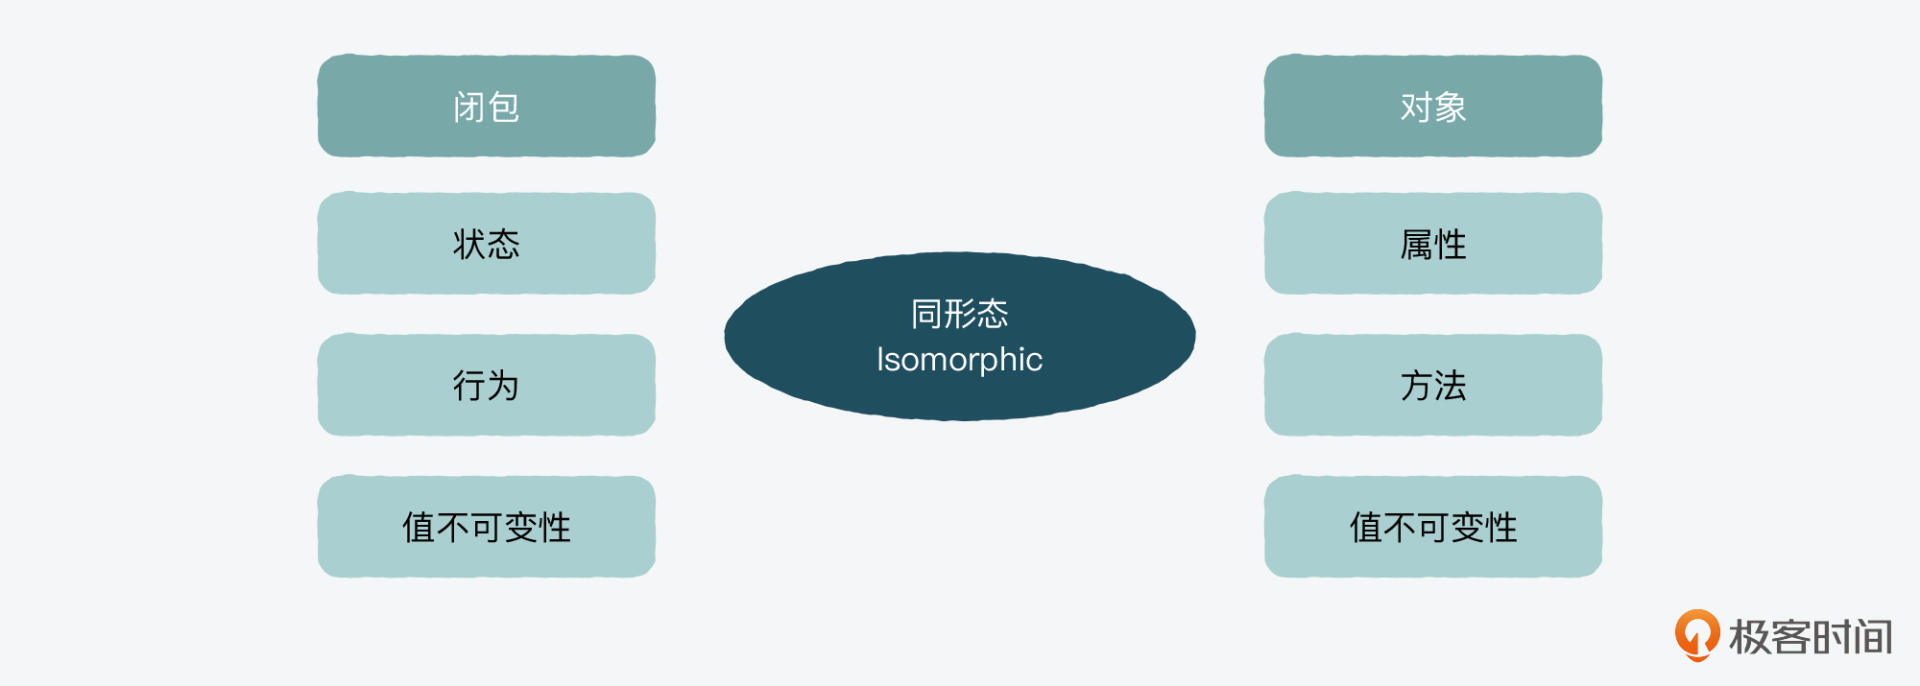 闭包
状态
行为
值不可变性
同形态
Isomorphic
对象
属性
方法
值不可变性
极客时间